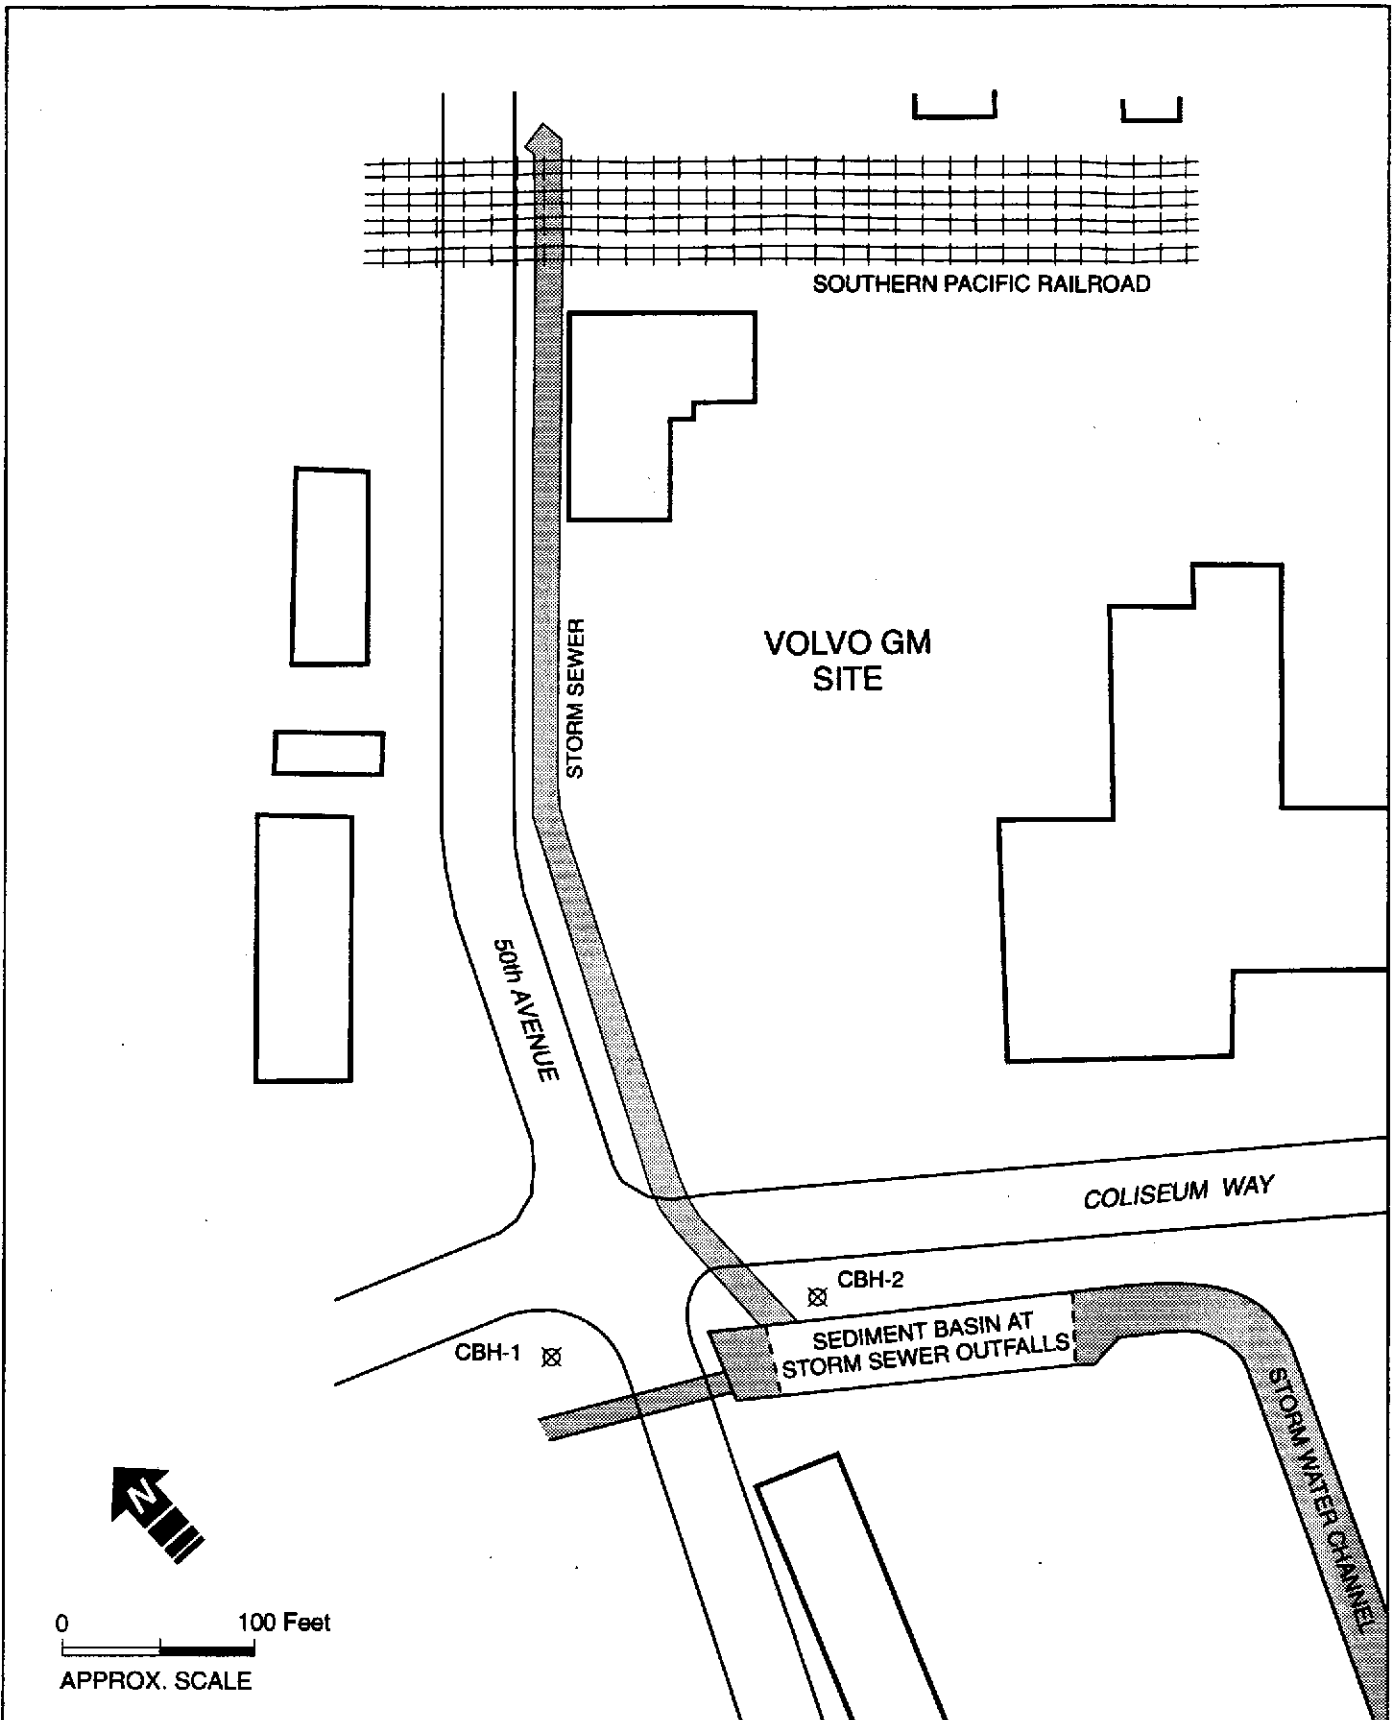 SOUTHERN PACIFIC RAILROAD
STORM SEWER
VOLVO GM
SITE
50th AVENUE
COLISEUM WAY
CBH-2
CBH-1
SEDIMENT BASIN AT
STORM SEWER OUTFALLS
STORM WATER CHANNEL
N
0 100 Feet
APPROX. SCALE